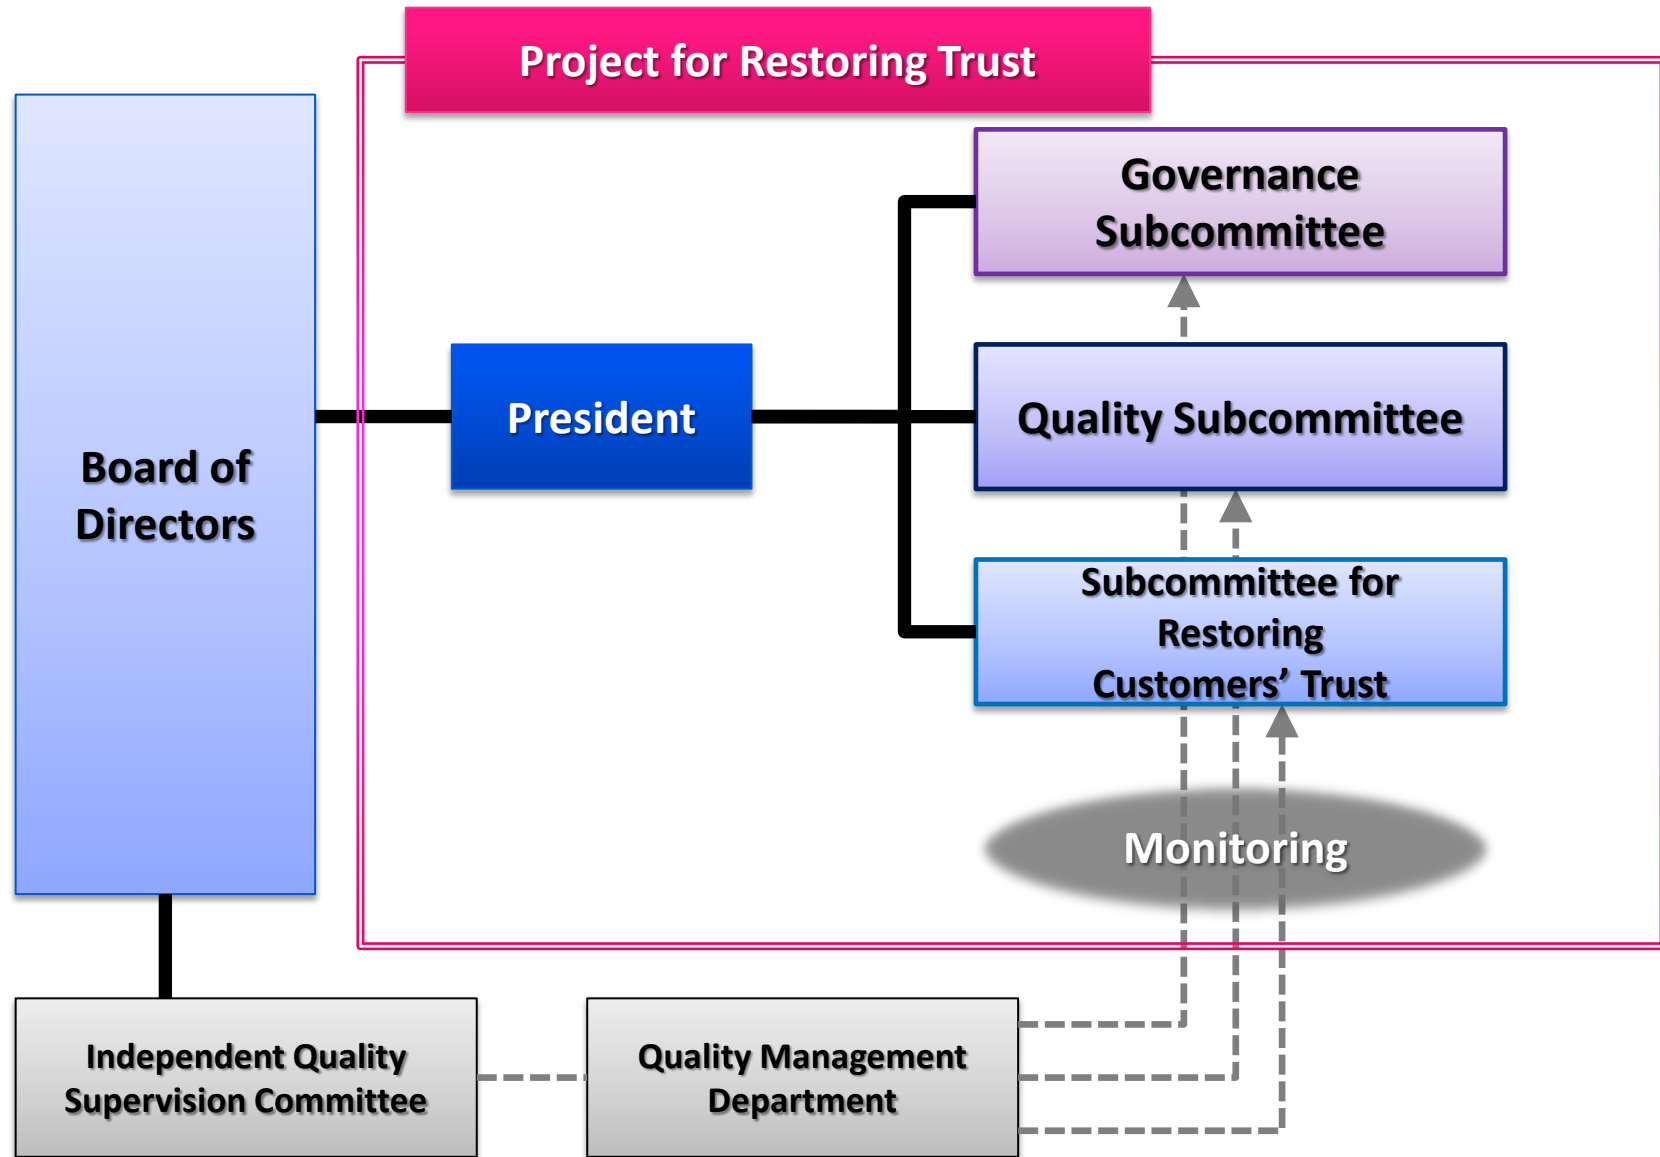 Project for Restoring Trust
Governance
Subcommittee
President
Quality Subcommittee
Board of
Directors
Subcommittee for
Restoring
Customers’ Trust
Monitoring
Independent Quality
Supervision Committee
Quality Management
Department